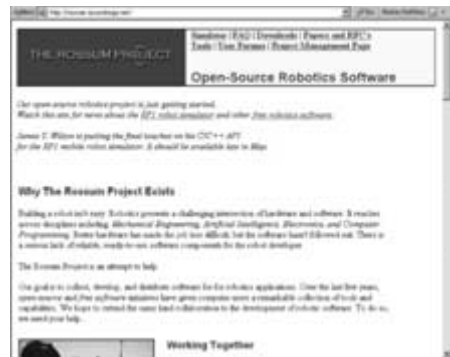 THE ROSSUM PROJECT
Simulator | FAQ | Downloads | Papers and RFC's
Tools | User Forums | Project Management Page
Open-Source Robotics Software
Our open source robotics project is just getting started.
Watch this site for news about the RP1 robot simulator and other free robotics software.
is putting the final touches on the C/C++ API
for the RP1 mobile robot simulator. It should be available late in May.
Why The Rossum Project Exists
Building a robot isn't easy. Robotics presents a challenging intersection of hardware and software. It reaches
across disciplines including Mechanical Engineering, Artificial Intelligence, Electronics, and Computer
Programming. Better hardware has made the job less difficult, but the software hasn't followed suit. There is
a serious lack of reliable, ready-to-use software components for the robot developer.
The Rossum Project is an attempt to help.
Our goal is to collect, develop, and distribute software for for robotics applications. Over the last few years,
open-source and free software initiatives have given computer users a remarkable collection of tools and
capabilities. We hope to extend the same kind collaboration to the development of robotic software. To do so,
we need your help.
Working Together